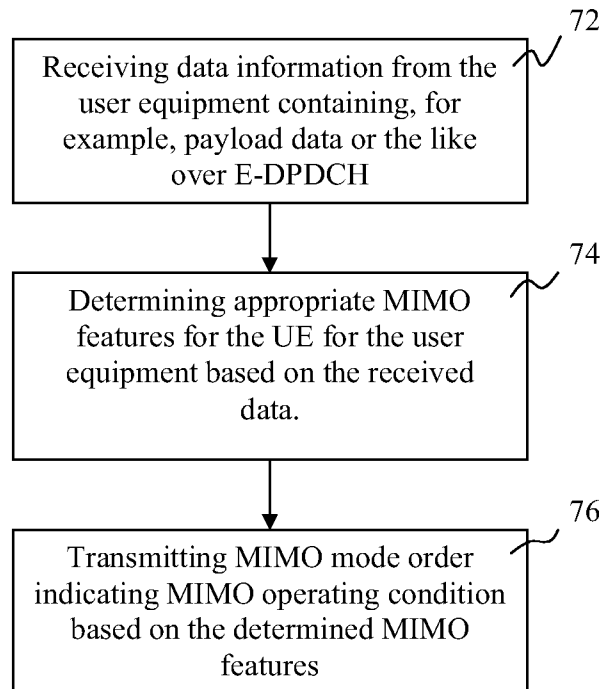 72
Receiving data information from the
user equipment containing, for
example, payload data or the like
over E-DPDCH
74
Determining appropriate MIMO
features for the UE for the user
equipment based on the received
data.
76
Transmitting MIMO mode order
indicating MIMO operating condition
based on the determined MIMO
features